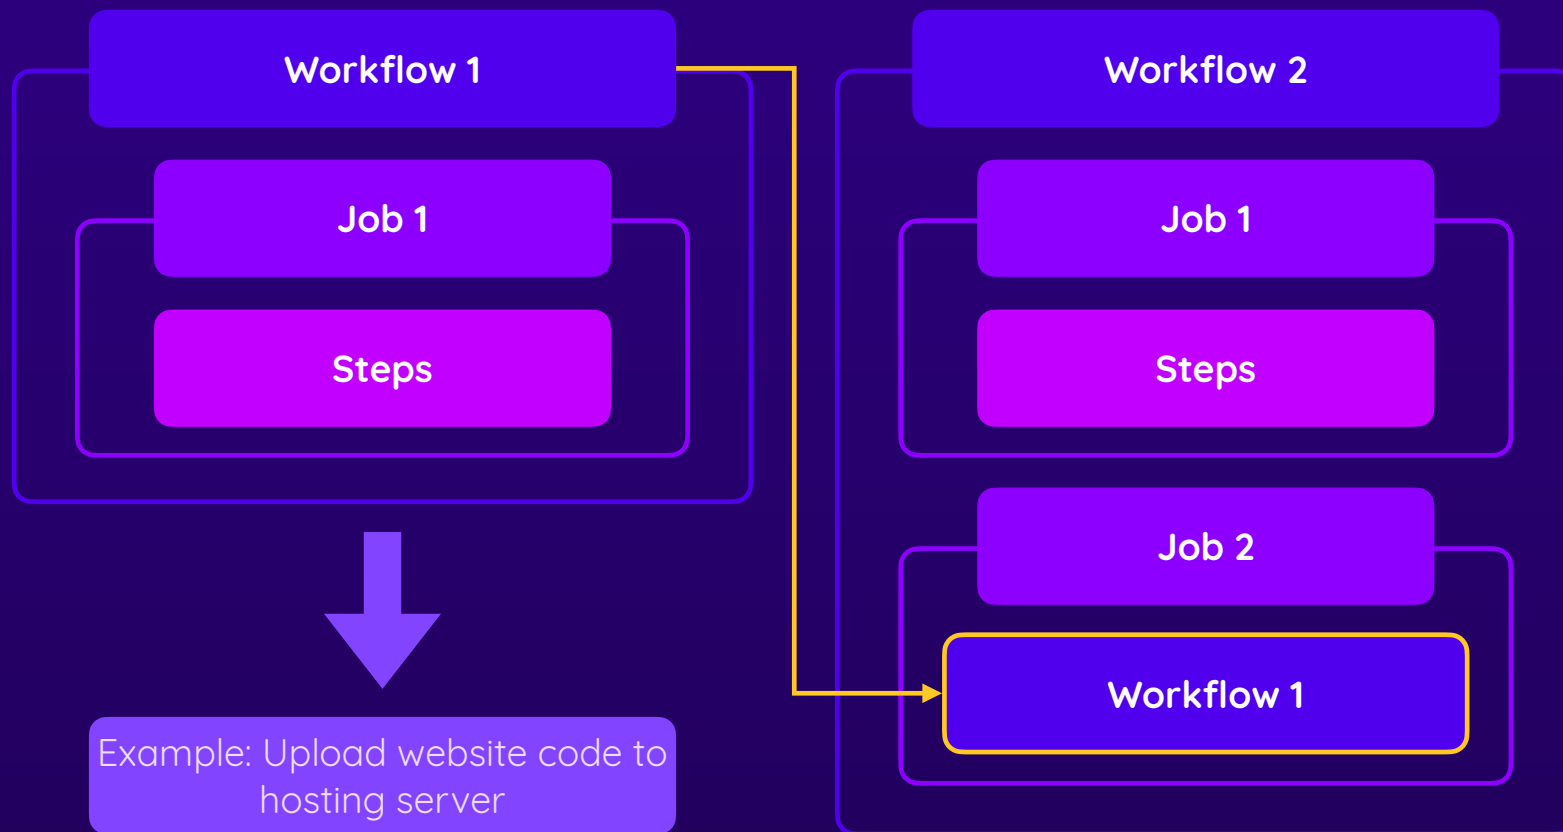 Workflow 1
Job 1
Steps
Example: Upload website code to
hosting server
Workflow 2
Job 1
Steps
Job 2
Workflow 1